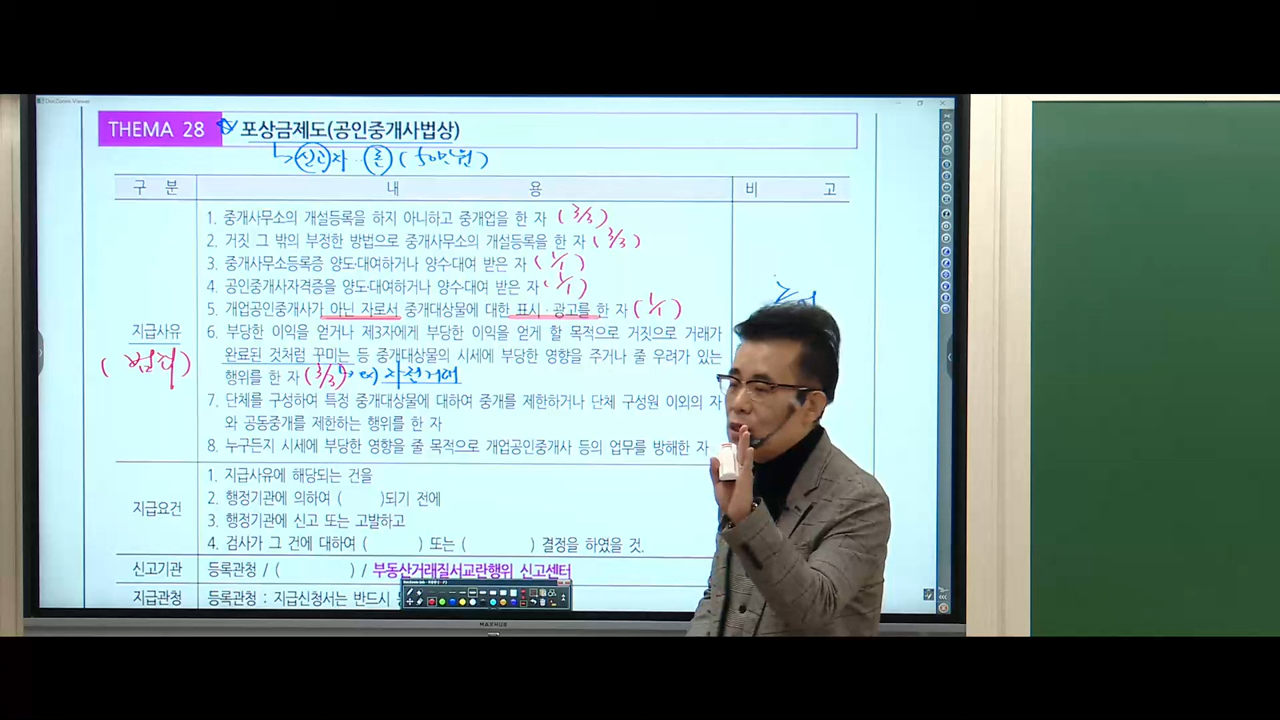 DocZoom Viewer
THEMA 28 포상금제도(공인중개사법상)
신고자 돈 (50만원)
구 분 내 용 비 고
지급사유
(범죄)
1. 중개사무소의 개설등록을 하지 아니하고 중개업을 한 자 (3/3)
2. 거짓 그 밖의 부정한 방법으로 중개사무소의 개설등록을 한 자 (3/3)
3. 중개사무소등록증 양도·대여하거나 양수·대여 받은 자 (1/1)
4. 공인중개사자격증을 양도·대여하거나 양수·대여 받은 자 (1/1)
5. 개업공인중개사가 아닌 자로서 중개대상물에 대한 표시·광고를 한 자 (1/1)
6. 부당한 이익을 얻거나 제3자에게 부당한 이익을 얻게 할 목적으로 거짓으로 거래가
완료된 것처럼 꾸미는 등 중개대상물의 시세에 부당한 영향을 주거나 줄 우려가 있는
행위를 한 자 (3/3) 자전거래
7. 단체를 구성하여 특정 중개대상물에 대하여 중개를 제한하거나 단체 구성원 이외의 자
와 공동중개를 제한하는 행위를 한 자
8. 누구든지 시세에 부당한 영향을 줄 목적으로 개업공인중개사 등의 업무를 방해한 자
지급요건
1. 지급사유에 해당되는 건을
2. 행정기관에 의하여 ( )되기 전에
3. 행정기관에 신고 또는 고발하고
4. 검사가 그 건에 대하여 ( ) 또는 ( ) 결정을 하였을 것.
신고기관 등록관청 / ( ) / 부동산거래질서교란행위 신고센터
지급관청 등록관청 : 지급신청서는 반드시
MAXHUB